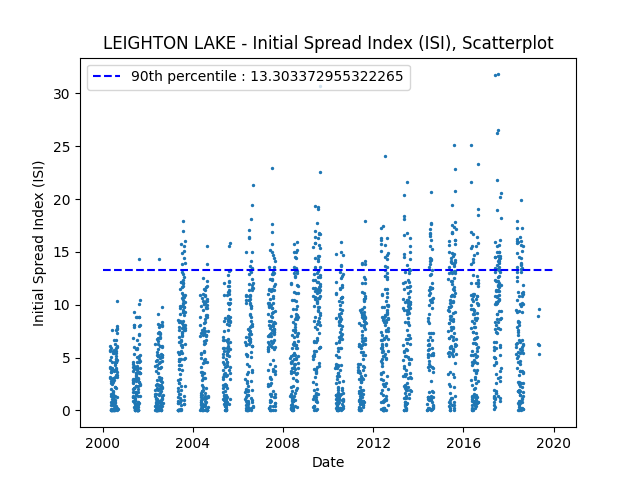 LEIGHTON LAKE - Initial Spread Index (ISI), Scatterplot
90th percentile : 13.303372955322265
30
25
20
15
10
5
0
Initial Spread Index (ISI)
2000 2004 2008 2012 2016 2020
Date